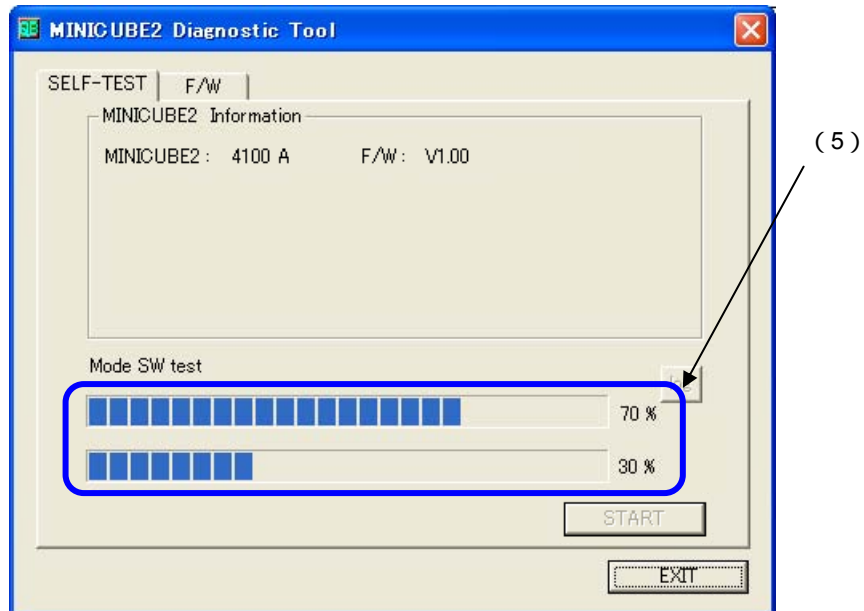 MINICUBE2 Diagnostic Tool
SELF-TEST F/W
MINICUBE2 Information
MINICUBE2 : 4100 A F/W : V1.00
(5)
Mode SW test
70 %
30 %
START
EXIT